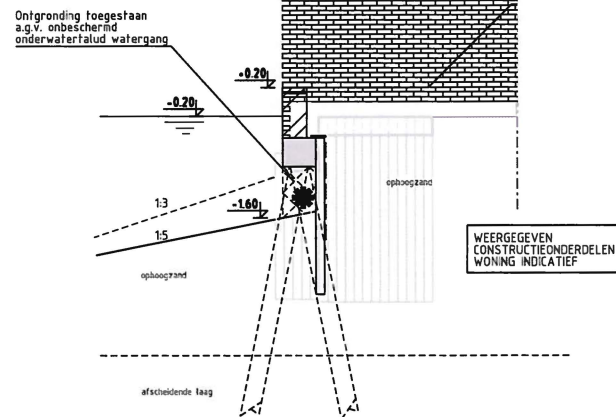 Ontgronding toegestaan
a.g.v. onbeschermd
onderwatertalud watergang
-0.20
-0.20
ophoogzand
1:3
-1.60
1:5
WEERGEGEVEN
CONSTRUCTIEONDERDELEN
WONING INDICATIEF
ophoogzand
afscheidende laag